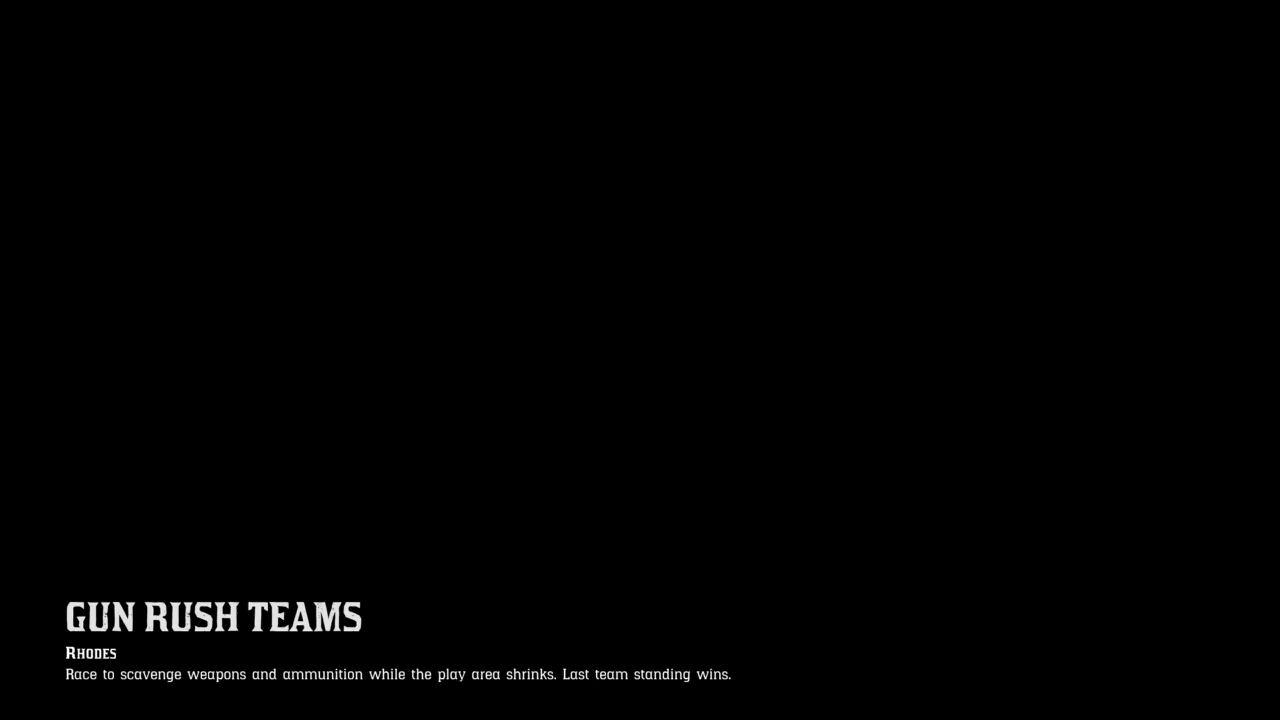 GUN RUSH TEAMS
RHODES
Race to scavenge weapons and ammunition while the play area shrinks. Last team standing wins.